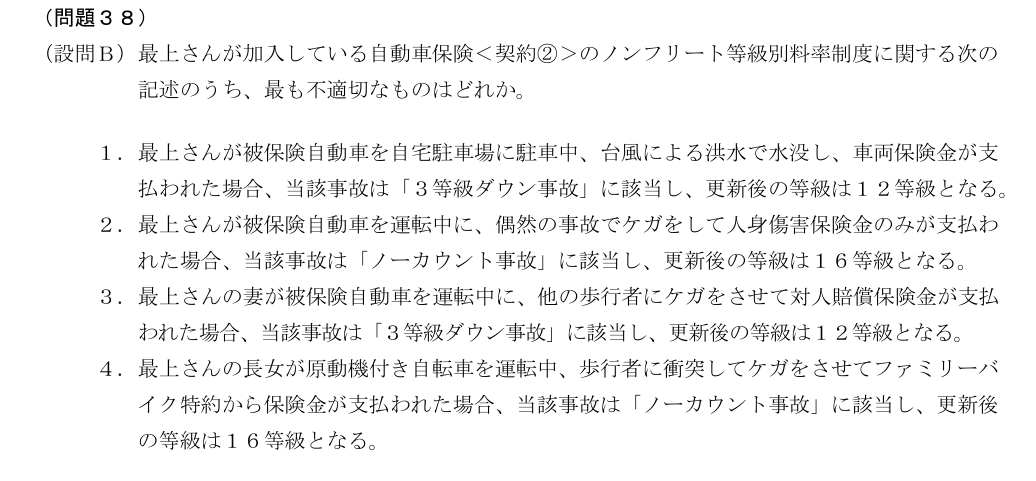 （問題３８）
（設問Ｂ）最上さんが加入している自動車保険＜契約②＞のノンフリート等級別料率制度に関する次の
記述のうち、最も不適切なものはどれか。
１．最上さんが被保険自動車を自宅駐車場に駐車中、台風による洪水で水没し、車両保険金が支
払われた場合、当該事故は「３等級ダウン事故」に該当し、更新後の等級は１２等級となる。
２．最上さんが被保険自動車を運転中に、偶然の事故でケガをして人身傷害保険金のみが支払わ
れた場合、当該事故は「ノーカウント事故」に該当し、更新後の等級は１６等級となる。
３．最上さんの妻が被保険自動車を運転中に、他の歩行者にケガをさせて対人賠償保険金が支払
われた場合、当該事故は「３等級ダウン事故」に該当し、更新後の等級は１２等級となる。
４．最上さんの長女が原動機付き自転車を運転中、歩行者に衝突してケガをさせてファミリーバ
イク特約から保険金が支払われた場合、当該事故は「ノーカウント事故」に該当し、更新後
の等級は１６等級となる。